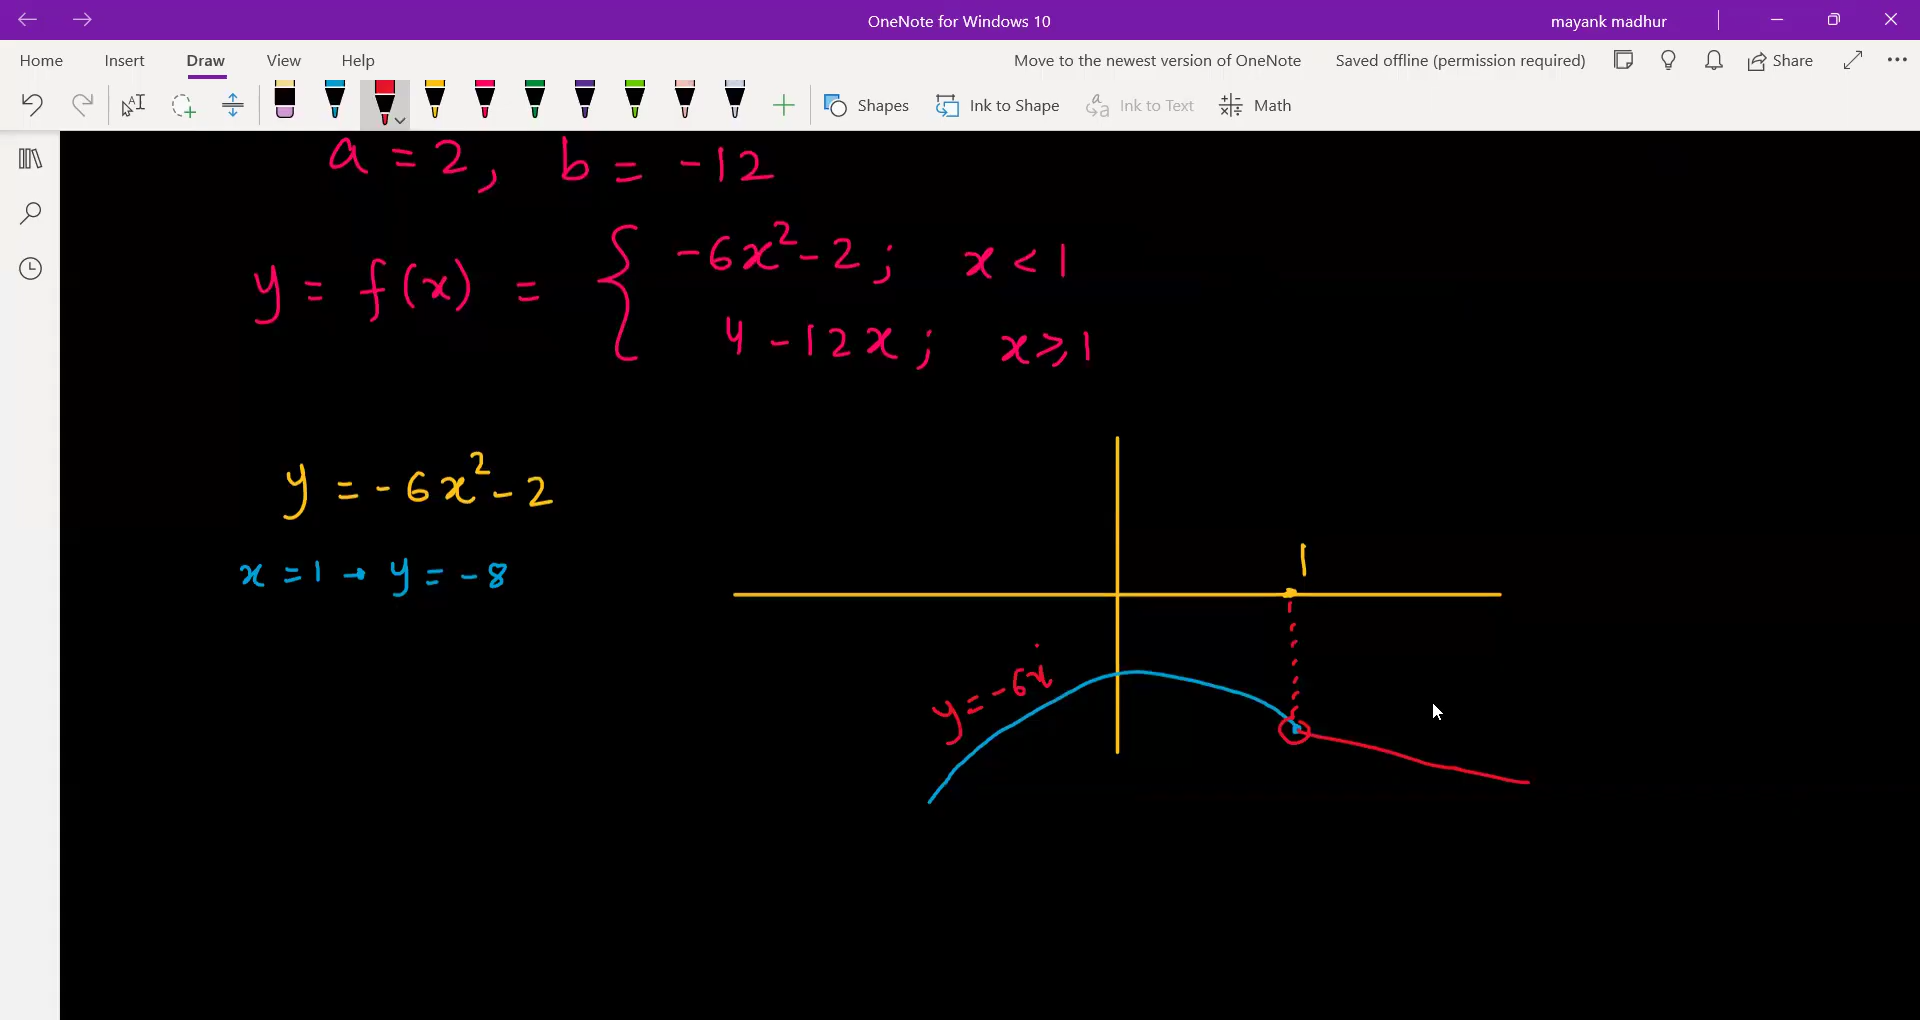 OneNote for Windows 10
mayank madhur
Home Insert Draw View Help
Move to the newest version of OneNote Saved offline (permission required) Share
Shapes Ink to Shape Ink to Text Math
a = 2, b = -12
y = f(x) = { -6x² - 2; x < 1
4 - 12x; x ⩾ 1
y = -6x² - 2
x = 1 → y = -8
1
y = -6x